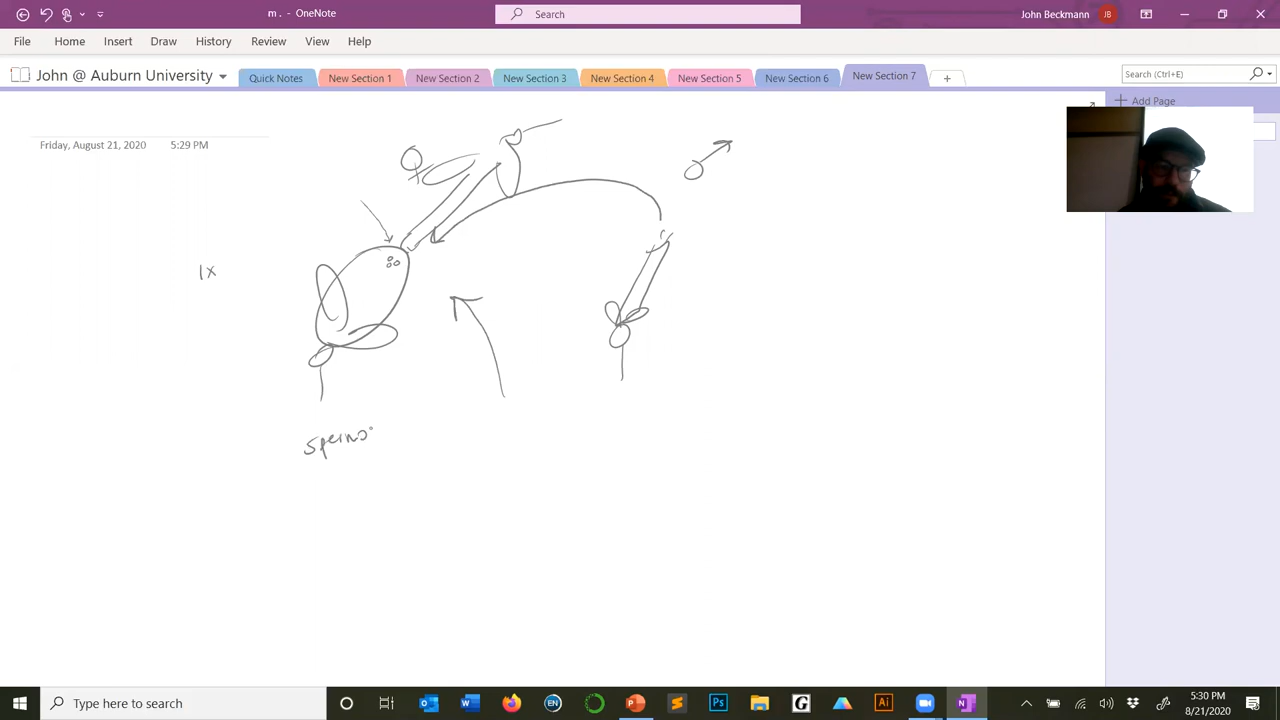 m. - OneNote
Search
John Beckmann
JB
File Home Insert Draw History Review View Help
John @ Auburn University
Quick Notes
New Section 1
New Section 2
New Section 3
New Section 4
New Section 5
New Section 6
New Section 7
Search (Ctrl+E)
Add Page
Friday, August 21, 2020 5:29 PM
♀
♂
1x
Type here to search
5:30 PM
8/21/2020